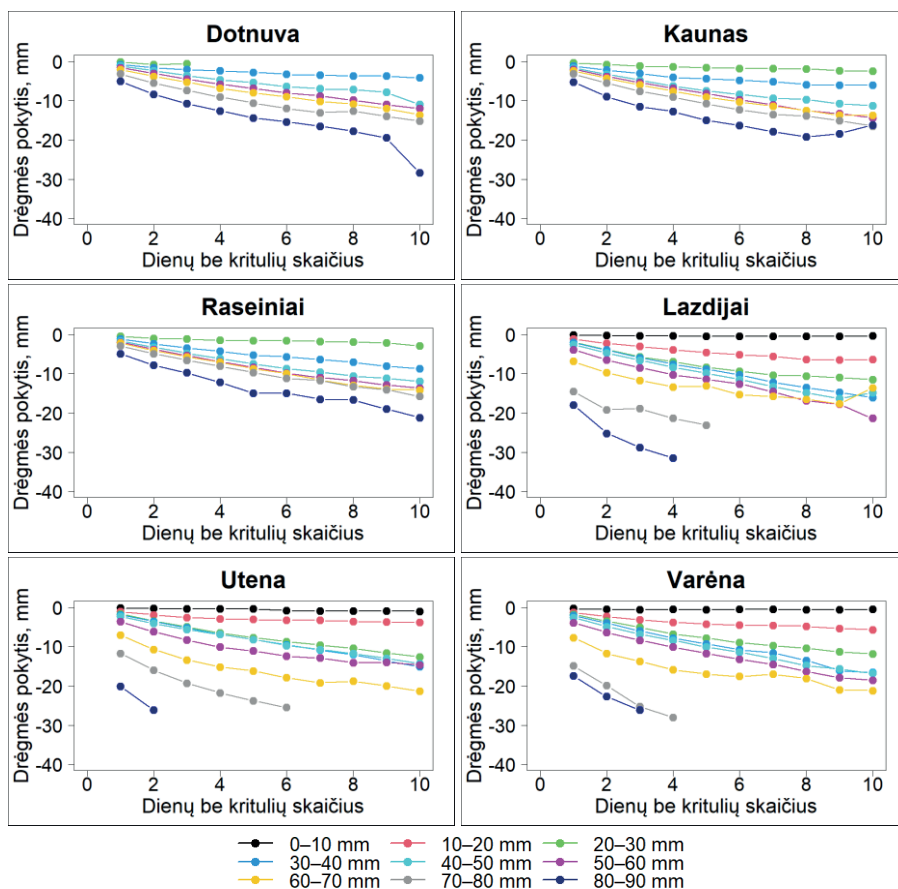 Dotnuva
Drėgmės pokytis, mm
0
-10
-20
-30
-40
0 2 4 6 8 10
Dienų be kritulių skaičius
Kaunas
Drėgmės pokytis, mm
0
-10
-20
-30
-40
0 2 4 6 8 10
Dienų be kritulių skaičius
Raseiniai
Drėgmės pokytis, mm
0
-10
-20
-30
-40
0 2 4 6 8 10
Dienų be kritulių skaičius
Lazdijai
Drėgmės pokytis, mm
0
-10
-20
-30
-40
0 2 4 6 8 10
Dienų be kritulių skaičius
Utena
Drėgmės pokytis, mm
0
-10
-20
-30
-40
0 2 4 6 8 10
Dienų be kritulių skaičius
Varėna
Drėgmės pokytis, mm
0
-10
-20
-30
-40
0 2 4 6 8 10
Dienų be kritulių skaičius
0–10 mm 10–20 mm 20–30 mm
30–40 mm 40–50 mm 50–60 mm
60–70 mm 70–80 mm 80–90 mm